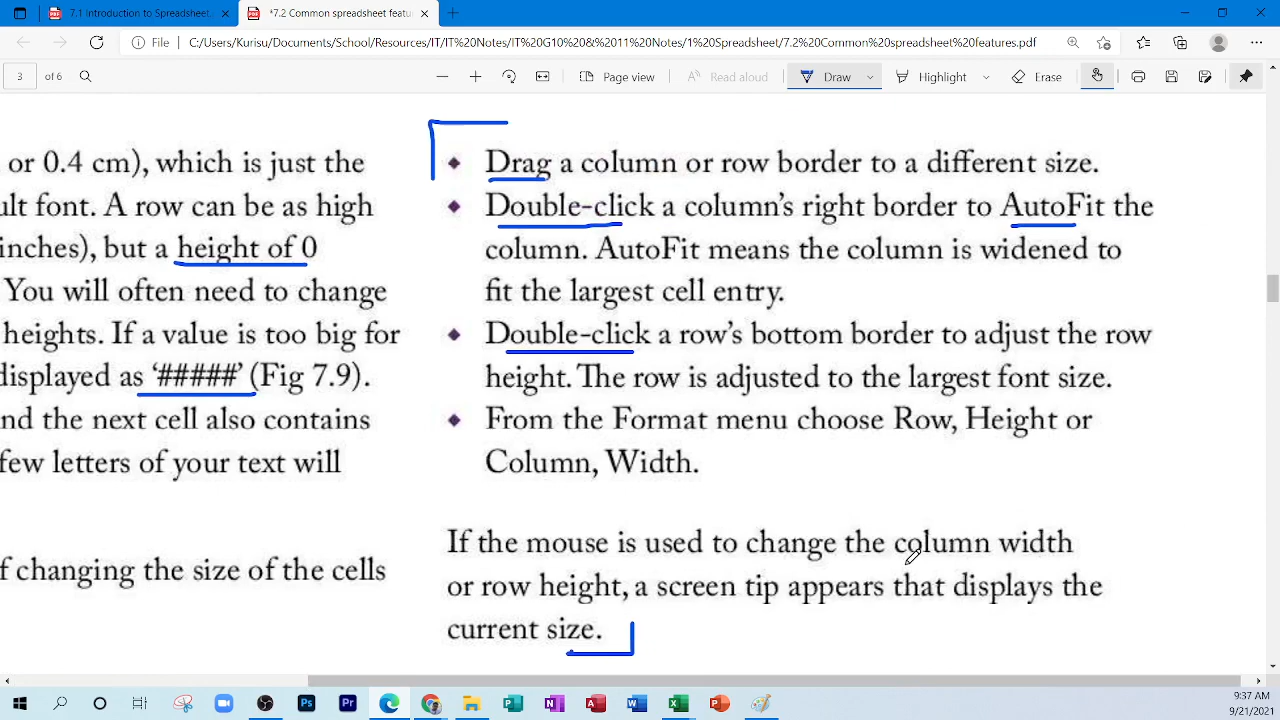 7.1 Introduction to Spreadsheet.
*7.2 Common spreadsheet featu
File
C:/Users/Kurisu/Documents/School/Resources/IT/IT%20Notes/IT%20G10%20&%2011%20Notes/1%20Spreadsheet/7.2%20Common%20spreadsheet%20features.pdf
3 of 6
Page view
Read aloud
Draw
Highlight
Erase
or 0.4 cm), which is just the
ult font. A row can be as high
inches), but a height of 0
You will often need to change
heights. If a value is too big for
displayed as ‘#####’ (Fig 7.9).
nd the next cell also contains
few letters of your text will
f changing the size of the cells
◆ Drag a column or row border to a different size.
◆ Double-click a column’s right border to AutoFit the
column. AutoFit means the column is widened to
fit the largest cell entry.
◆ Double-click a row’s bottom border to adjust the row
height. The row is adjusted to the largest font size.
◆ From the Format menu choose Row, Height or
Column, Width.
If the mouse is used to change the column width
or row height, a screen tip appears that displays the
current size.
9:37 AM
9/21/2021